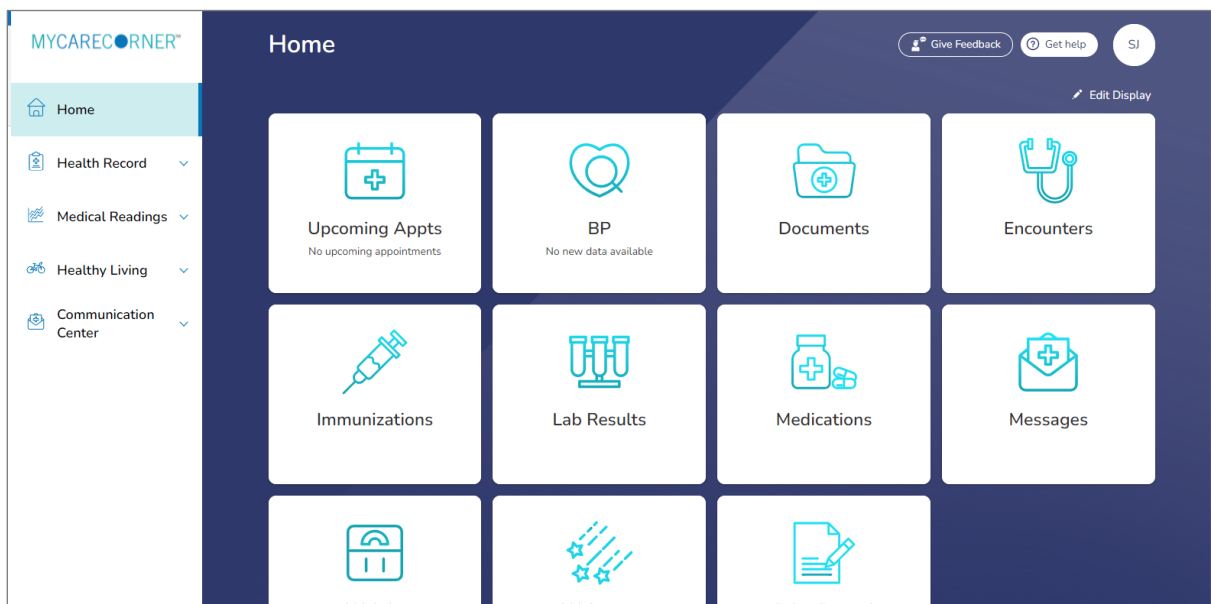 MYCARECORNER™
Home
Give Feedback
Get help
SJ
Edit Display
Home
Health Record
Medical Readings
Healthy Living
Communication
Center
Upcoming Appts
No upcoming appointments
BP
No new data available
Documents
Encounters
Immunizations
Lab Results
Medications
Messages